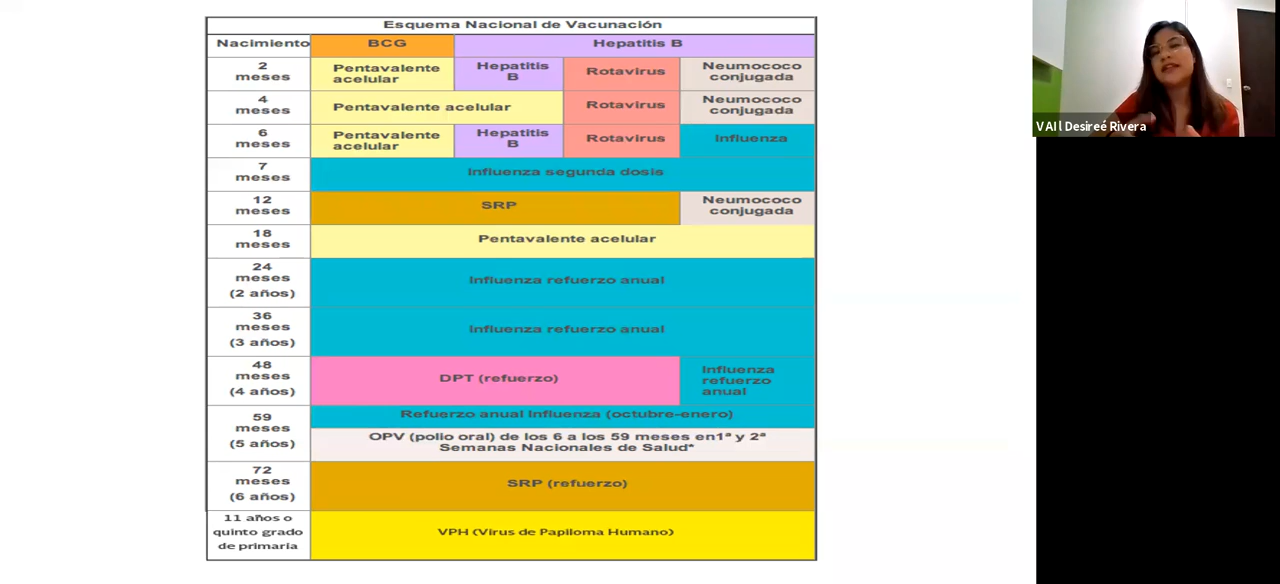 Esquema Nacional de Vacunación
Nacimiento BCG Hepatitis B
2 meses
Pentavalente acelular
Hepatitis B
Rotavirus
Neumococo conjugada
4 meses
Pentavalente acelular
Rotavirus
Neumococo conjugada
6 meses
Pentavalente acelular
Hepatitis B
Rotavirus
Influenza
7 meses
Influenza segunda dosis
12 meses
SRP
Neumococo conjugada
18 meses
Pentavalente acelular
24 meses (2 años)
Influenza refuerzo anual
36 meses (3 años)
Influenza refuerzo anual
48 meses (4 años)
DPT (refuerzo)
Influenza refuerzo anual
59 meses (5 años)
Refuerzo anual Influenza (octubre-enero)
OPV (polio oral) de los 6 a los 59 meses en1ª y 2ª
Semanas Nacionales de Salud*
72 meses (6 años)
SRP (refuerzo)
11 años o quinto grado de primaria
VPH (Virus de Papiloma Humano)
V A I l Desireé Rivera